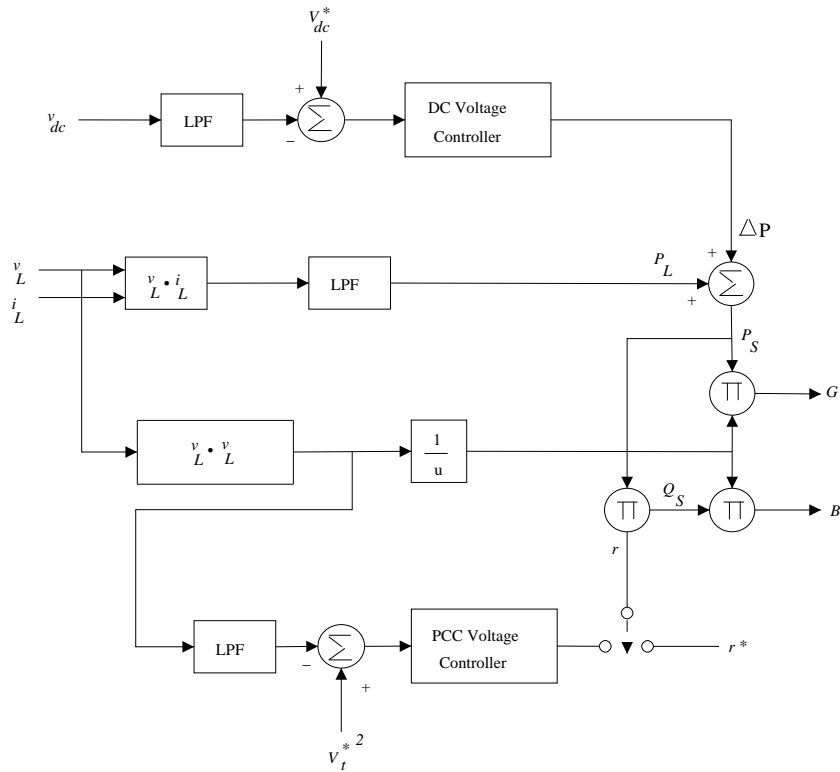 V*dc
+
vdc
LPF
∑
−
DC Voltage
Controller
△P
+
vL
iL
vL • iL
LPF
PL
+
∑
PS
Π
G
vL • vL
1
u
Π
QS
Π
B
r
LPF
−
∑
+
PCC Voltage
Controller
r*
Vt*2